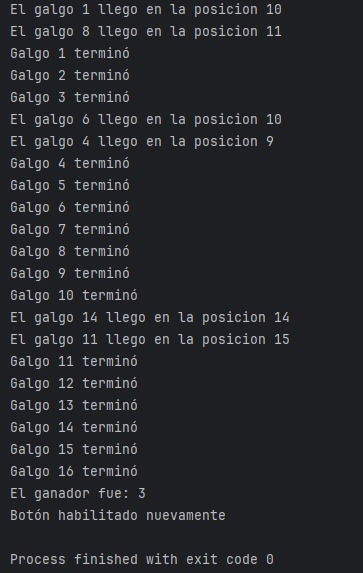 El galgo 1 llego en la posicion 10
El galgo 8 llego en la posicion 11
Galgo 1 terminó
Galgo 2 terminó
Galgo 3 terminó
El galgo 6 llego en la posicion 10
El galgo 4 llego en la posicion 9
Galgo 4 terminó
Galgo 5 terminó
Galgo 6 terminó
Galgo 7 terminó
Galgo 8 terminó
Galgo 9 terminó
Galgo 10 terminó
El galgo 14 llego en la posicion 14
El galgo 11 llego en la posicion 15
Galgo 11 terminó
Galgo 12 terminó
Galgo 13 terminó
Galgo 14 terminó
Galgo 15 terminó
Galgo 16 terminó
El ganador fue: 3
Botón habilitado nuevamente
Process finished with exit code 0